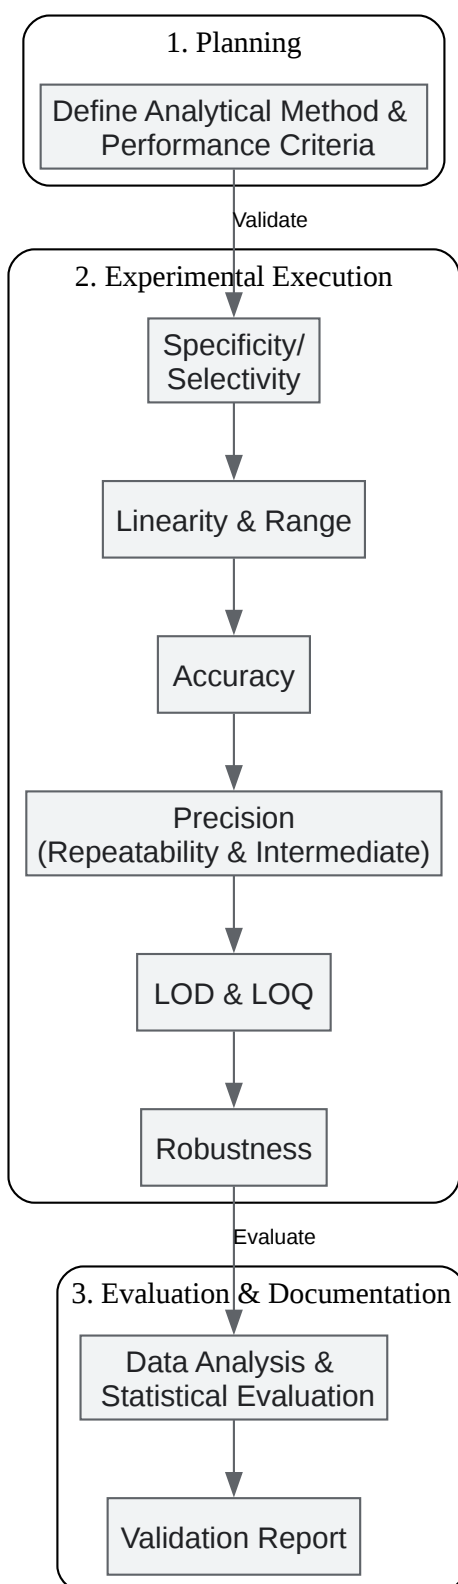 1. Planning
Define Analytical Method &
Performance Criteria
Validate
2. Experimental Execution
Specificity/
Selectivity
Linearity & Range
Accuracy
Precision
(Repeatability & Intermediate)
LOD & LOQ
Robustness
Evaluate
3. Evaluation & Documentation
Data Analysis &
Statistical Evaluation
Validation Report